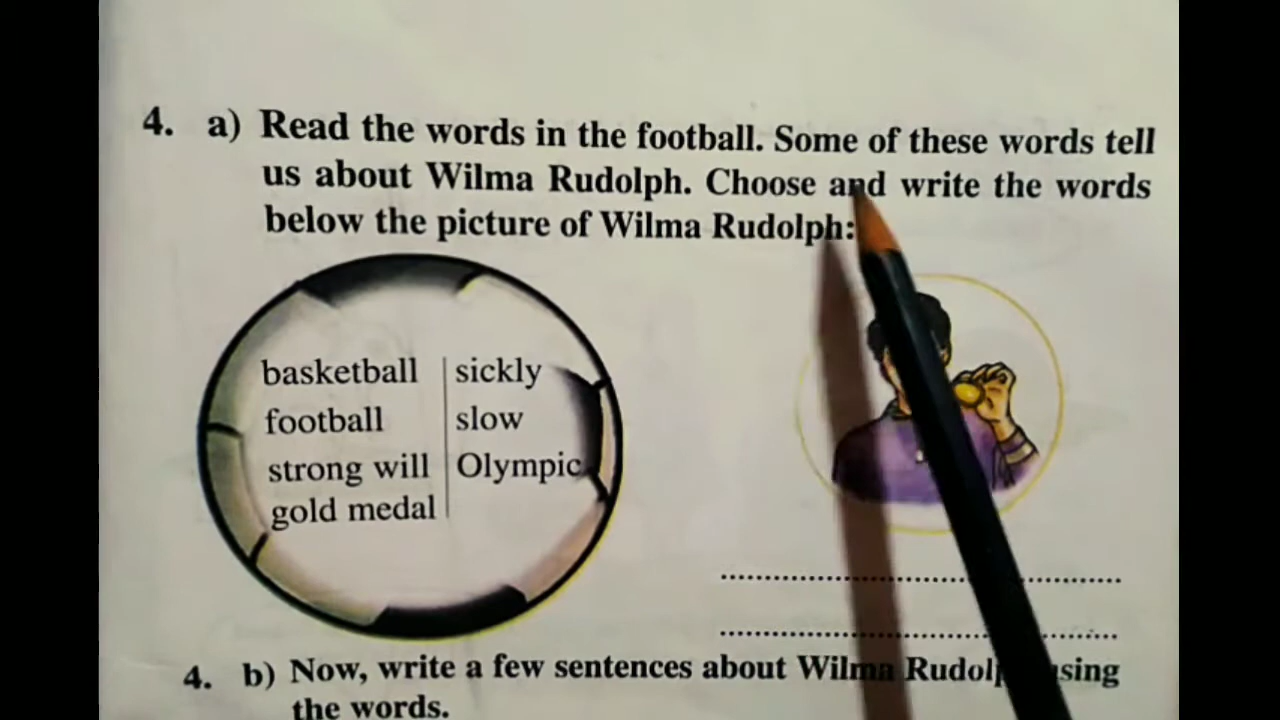 4. a) Read the words in the football. Some of these words tell
us about Wilma Rudolph. Choose and write the words
below the picture of Wilma Rudolph:
basketball sickly
football slow
strong will Olympic
gold medal
4. b) Now, write a few sentences about Wilma Rudolph using
the words.